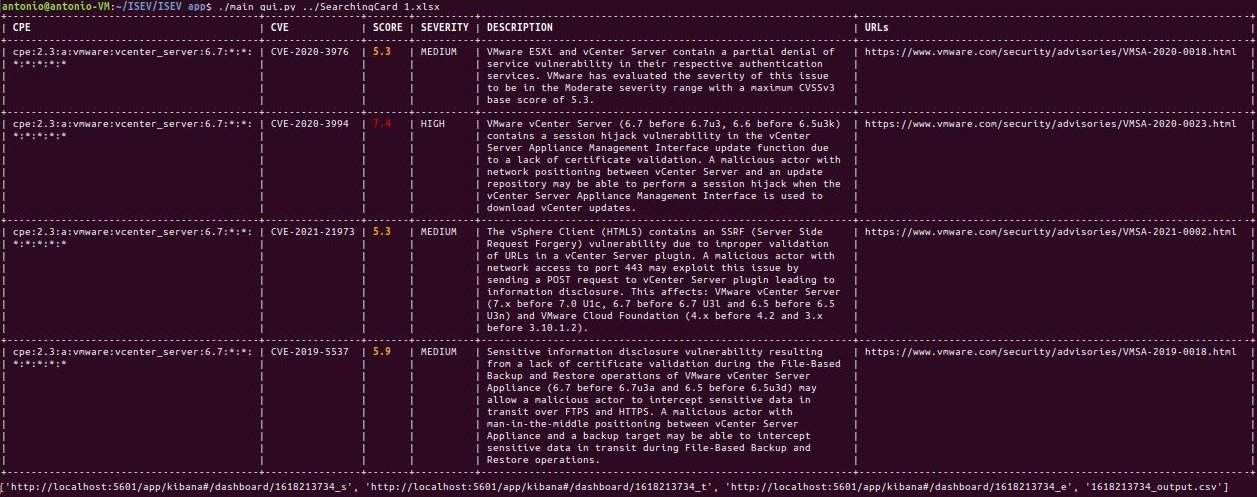 antonio@antonio-VM:~/ISEV/ISEV_app$ ./main_gui.py ../SearchingCard_1.xlsx
| CPE | CVE | SCORE | SEVERITY | DESCRIPTION | URLs |
| cpe:2.3:a:vmware:vcenter_server:6.7:*:*: | CVE-2020-3976 | 5.3 | MEDIUM | VMware ESXi and vCenter Server contain a partial denial of | https://www.vmware.com/security/advisories/VMSA-2020-0018.html |
| *:*:*:*:* | | | | service vulnerability in their respective authentication | |
| | | | | services. VMware has evaluated the severity of this issue | |
| | | | | to be in the Moderate severity range with a maximum CVSSv3 | |
| | | | | base score of 5.3. | |
| cpe:2.3:a:vmware:vcenter_server:6.7:*:*: | CVE-2020-3994 | 7.4 | HIGH | VMware vCenter Server (6.7 before 6.7u3, 6.6 before 6.5u3k) | https://www.vmware.com/security/advisories/VMSA-2020-0023.html |
| *:*:*:*:* | | | | contains a session hijack vulnerability in the vCenter | |
| | | | | Server Appliance Management Interface update function due | |
| | | | | to a lack of certificate validation. A malicious actor with | |
| | | | | network positioning between vCenter Server and an update | |
| | | | | repository may be able to perform a session hijack when the | |
| | | | | vCenter Server Appliance Management Interface is used to | |
| | | | | download vCenter updates. | |
| cpe:2.3:a:vmware:vcenter_server:6.7:*:*: | CVE-2021-21973 | 5.3 | MEDIUM | The vSphere Client (HTML5) contains an SSRF (Server Side | https://www.vmware.com/security/advisories/VMSA-2021-0002.html |
| *:*:*:*:* | | | | Request Forgery) vulnerability due to improper validation | |
| | | | | of URLs in a vCenter Server plugin. A malicious actor with | |
| | | | | network access to port 443 may exploit this issue by | |
| | | | | sending a POST request to vCenter Server plugin leading to | |
| | | | | information disclosure. This affects: VMware vCenter Server | |
| | | | | (7.x before 7.0 U1c, 6.7 before 6.7 U3l and 6.5 before 6.5 | |
| | | | | U3n) and VMware Cloud Foundation (4.x before 4.2 and 3.x | |
| | | | | before 3.10.1.2). | |
| cpe:2.3:a:vmware:vcenter_server:6.7:*:*: | CVE-2019-5537 | 5.9 | MEDIUM | Sensitive information disclosure vulnerability resulting | https://www.vmware.com/security/advisories/VMSA-2019-0018.html |
| *:*:*:*:* | | | | from a lack of certificate validation during the File-Based | |
| | | | | Backup and Restore operations of VMware vCenter Server | |
| | | | | Appliance (6.7 before 6.7u3a and 6.5 before 6.5u3d) may | |
| | | | | allow a malicious actor to intercept sensitive data in | |
| | | | | transit over FTPS and HTTPS. A malicious actor with | |
| | | | | man-in-the-middle positioning between vCenter Server | |
| | | | | Appliance and a backup target may be able to intercept | |
| | | | | sensitive data in transit during File-Based Backup and | |
| | | | | Restore operations. | |
['http://localhost:5601/app/kibana#/dashboard/1618213734_s', 'http://localhost:5601/app/kibana#/dashboard/1618213734_t', 'http://localhost:5601/app/kibana#/dashboard/1618213734_e', '1618213734_output.csv']